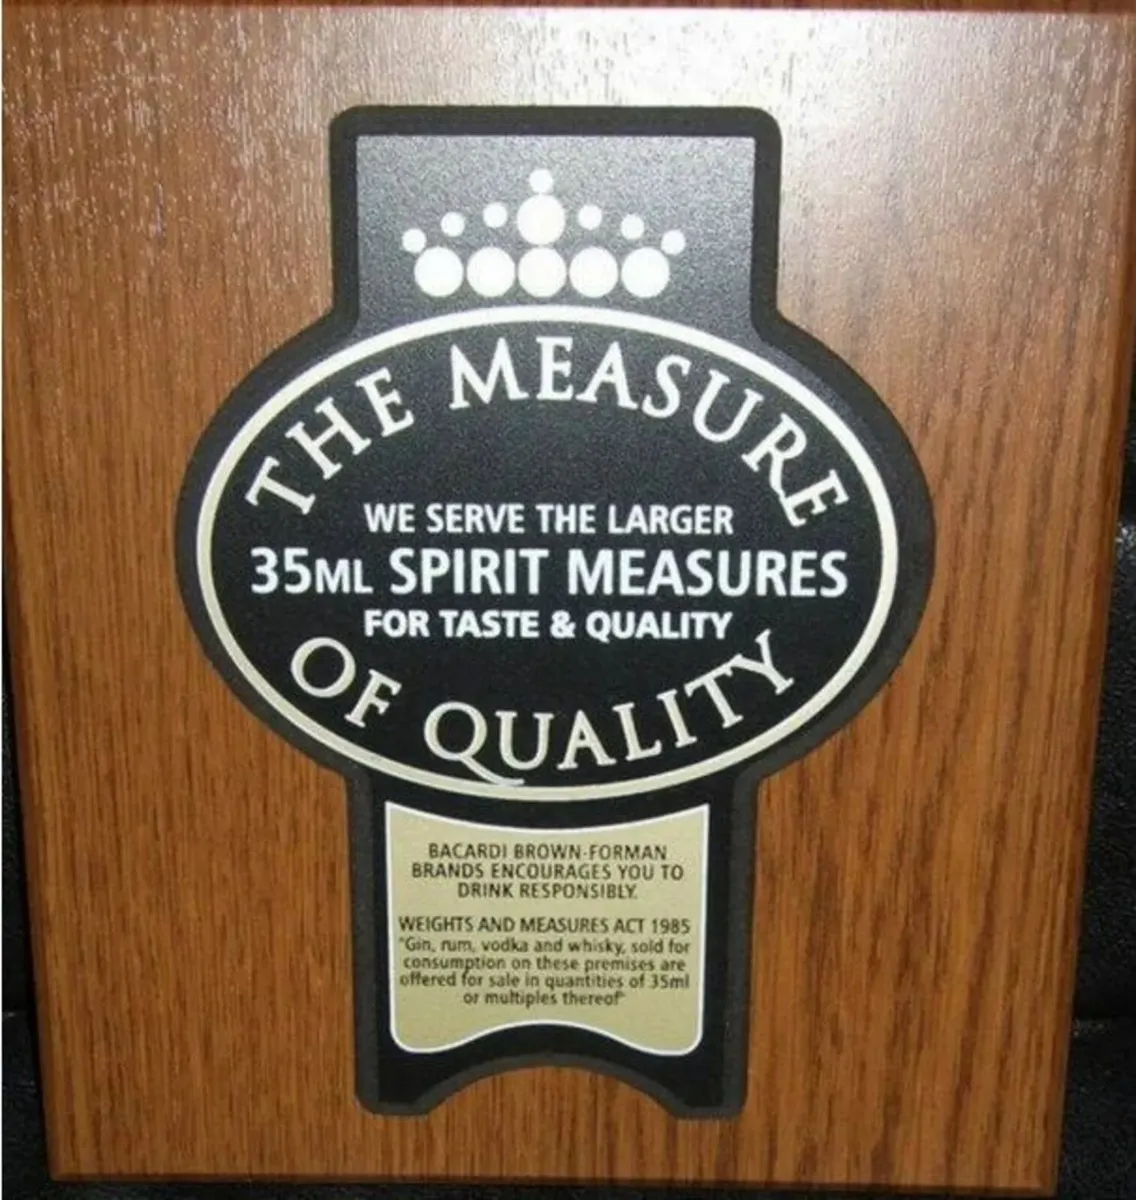 THE MEASURE
WE SERVE THE LARGER
35ML SPIRIT MEASURES
FOR TASTE & QUALITY
OF QUALITY
BACARDI BROWN-FORMAN
BRANDS ENCOURAGES YOU TO
DRINK RESPONSIBLY.
WEIGHTS AND MEASURES ACT 1985
"Gin, rum, vodka and whisky, sold for
consumption on these premises are
offered for sale in quantities of 35ml
or multiples thereof"